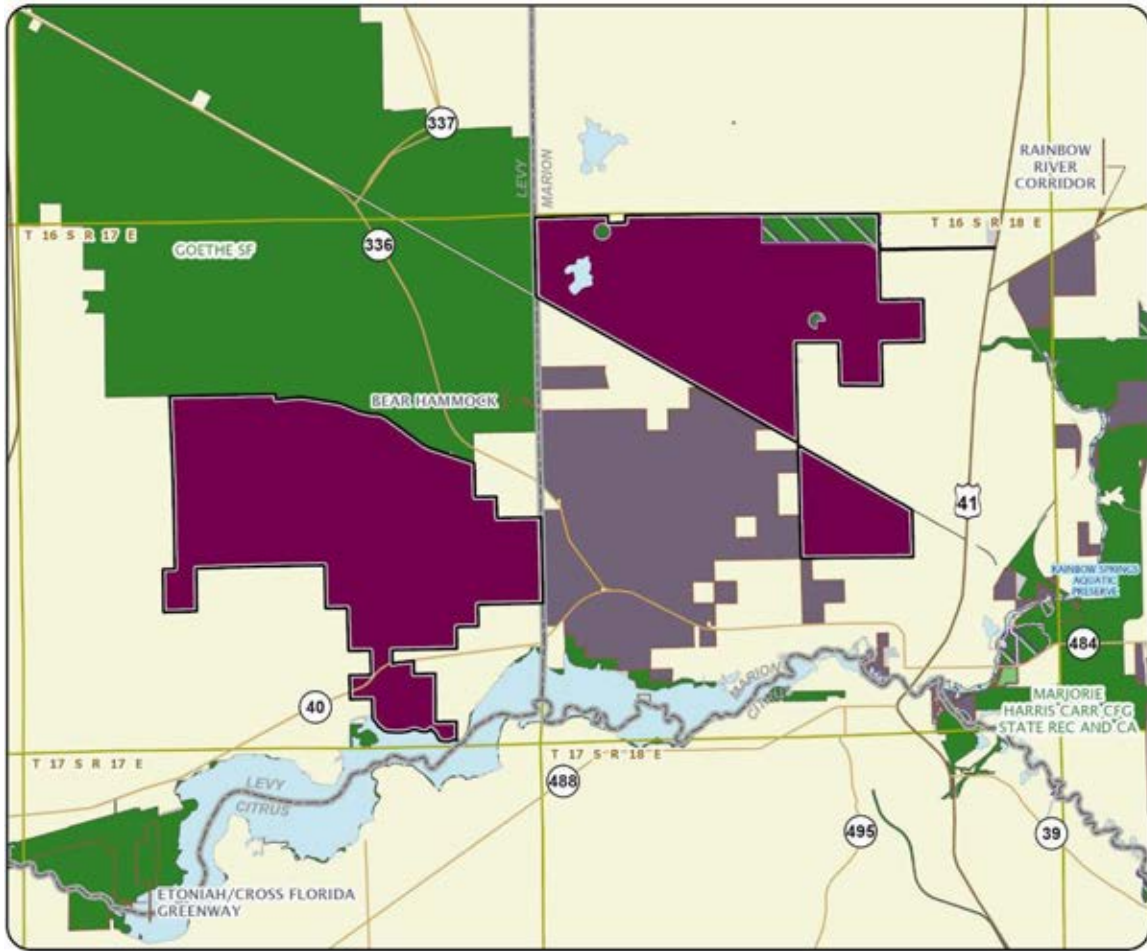 337
LEVY
MARION
RAINBOW
RIVER
CORRIDOR
T 16 S R 17 E
GOETHE SF
336
T 16 S R 18 E
BEAR HAMMOCK
41
RAINBOW SPRINGS
AQUATIC
PRESERVE
484
MARION
CITRUS
40
MARJORIE
HARRIS CARR CFG
STATE REC AND CA
T 17 S R 17 E
T 17 S R 18 E
LEVY
CITRUS
488
495
39
ETONIAH/CROSS FLORIDA
GREENWAY